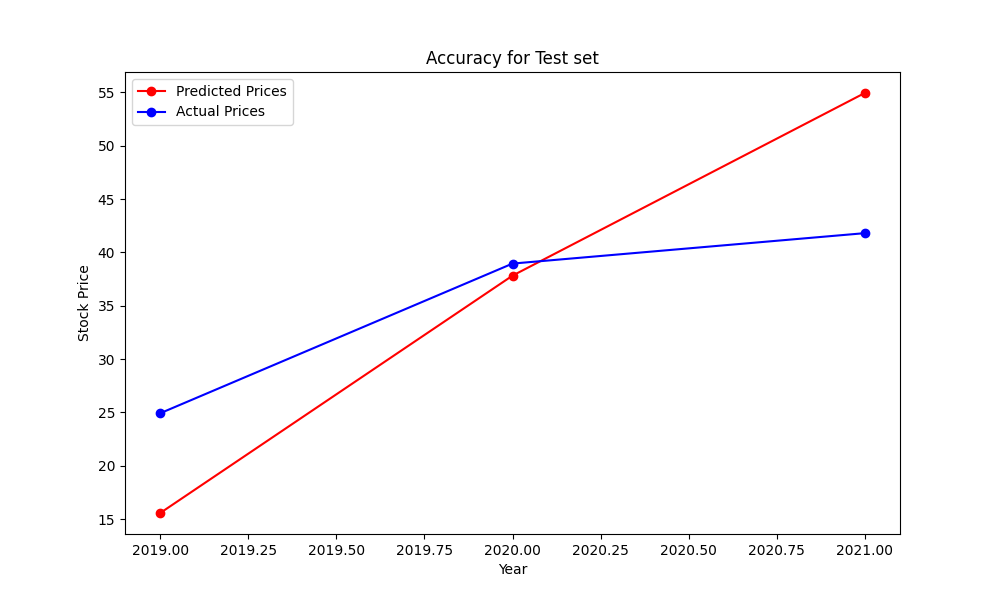 Accuracy for Test set
Predicted Prices
Actual Prices
55
50
45
40
35
30
25
20
15
Stock Price
2019.00 2019.25 2019.50 2019.75 2020.00 2020.25 2020.50 2020.75 2021.00
Year